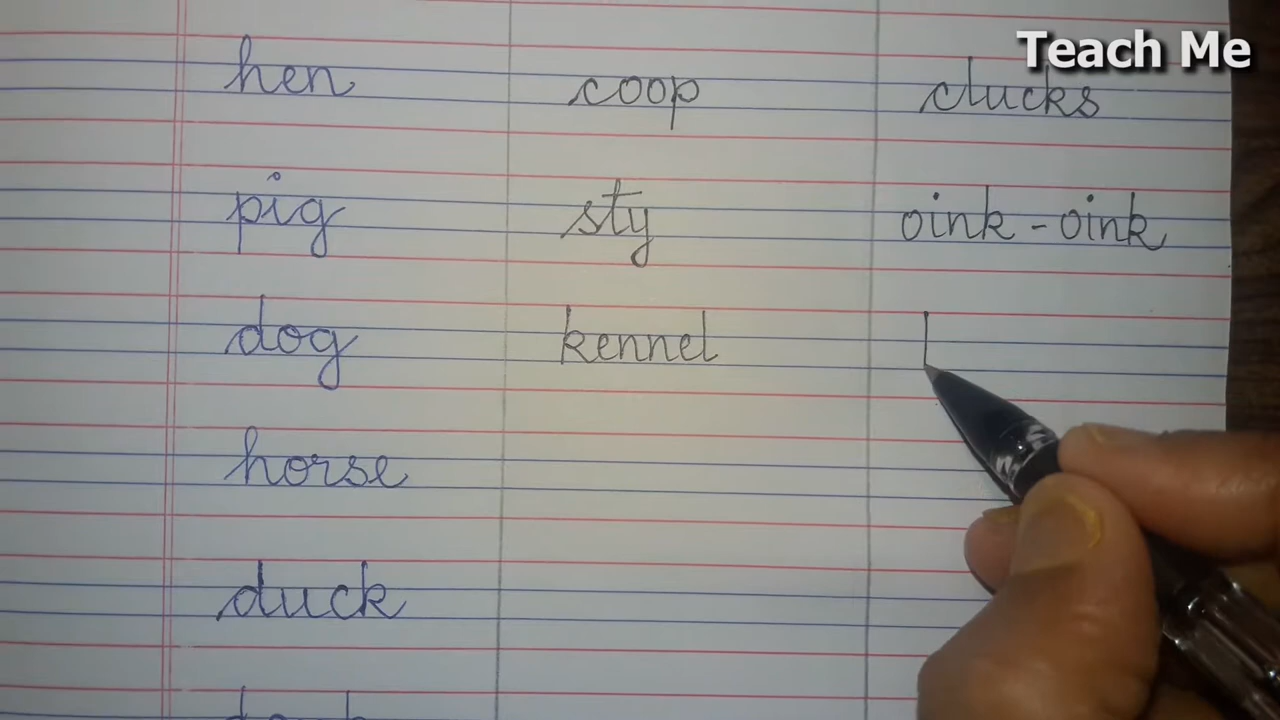 Teach Me
hen coop clucks
pig sty oink - oink
dog kennel
horse
duck